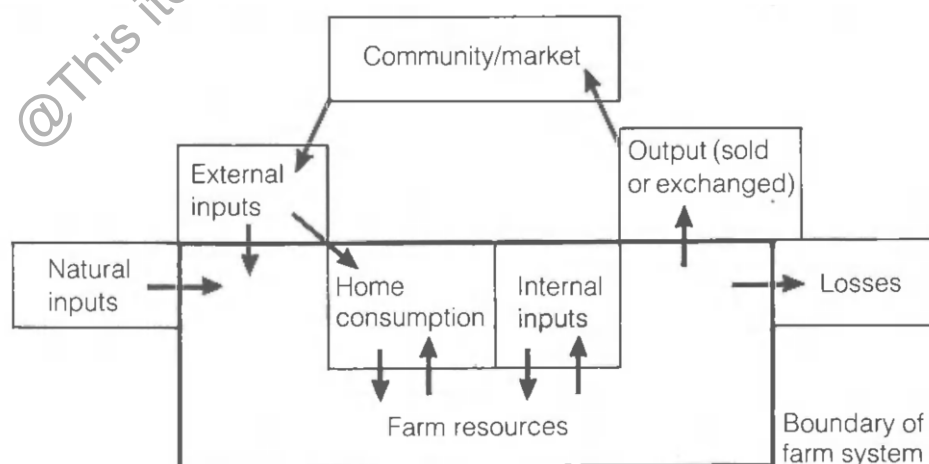 @This ite
Community/market
External
inputs
Output (sold
or exchanged)
Natural
inputs
Home
consumption
Internal
inputs
Losses
Farm resources
Boundary of
farm system